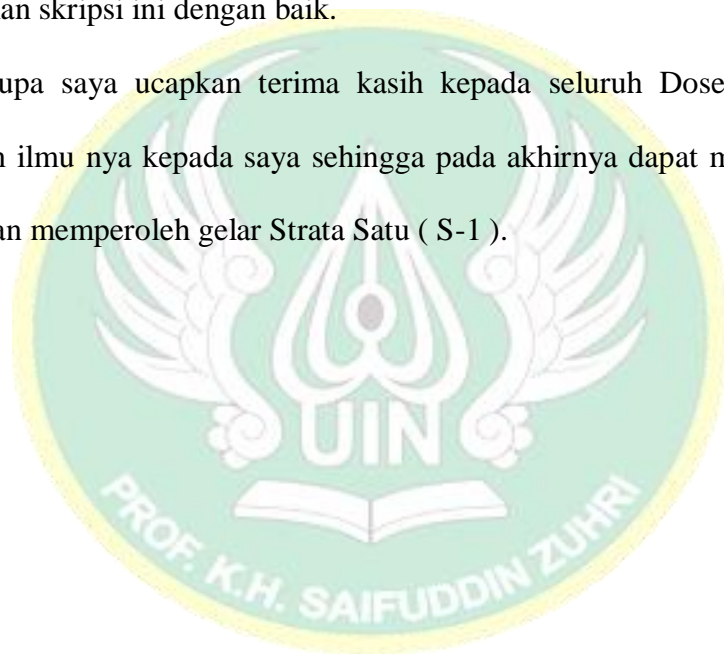 an skripsi ini dengan baik.
upa saya ucapkan terima kasih kepada seluruh Dose
n ilmu nya kepada saya sehingga pada akhirnya dapat m
an memperoleh gelar Strata Satu ( S-1 ).
UIN
PROF. K.H. SAIFUDDIN ZUHRI